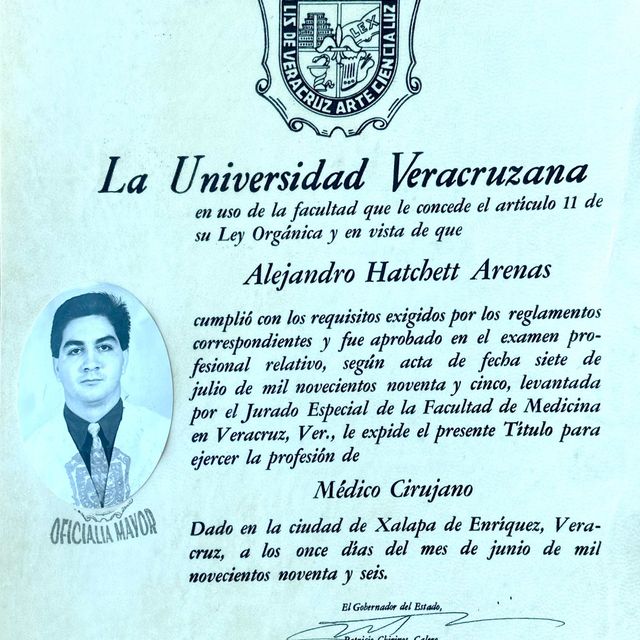 LEX
LIS DE VERACRUZ ARTE CIENCIA LUZ
La Universidad Veracruzana
en uso de la facultad que le concede el artículo 11 de
su Ley Orgánica y en vista de que
Alejandro Hatchett Arenas
cumplió con los requisitos exigidos por los reglamentos
correspondientes y fue aprobado en el examen pro-
fesional relativo, según acta de fecha siete de
julio de mil novecientos noventa y cinco, levantada
por el Jurado Especial de la Facultad de Medicina
en Veracruz, Ver., le expide el presente Título para
ejercer la profesión de
Médico Cirujano
OFICIALIA MAYOR
Dado en la ciudad de Xalapa de Enríquez, Vera-
cruz, a los once días del mes de junio de mil
novecientos noventa y seis.
El Gobernador del Estado,